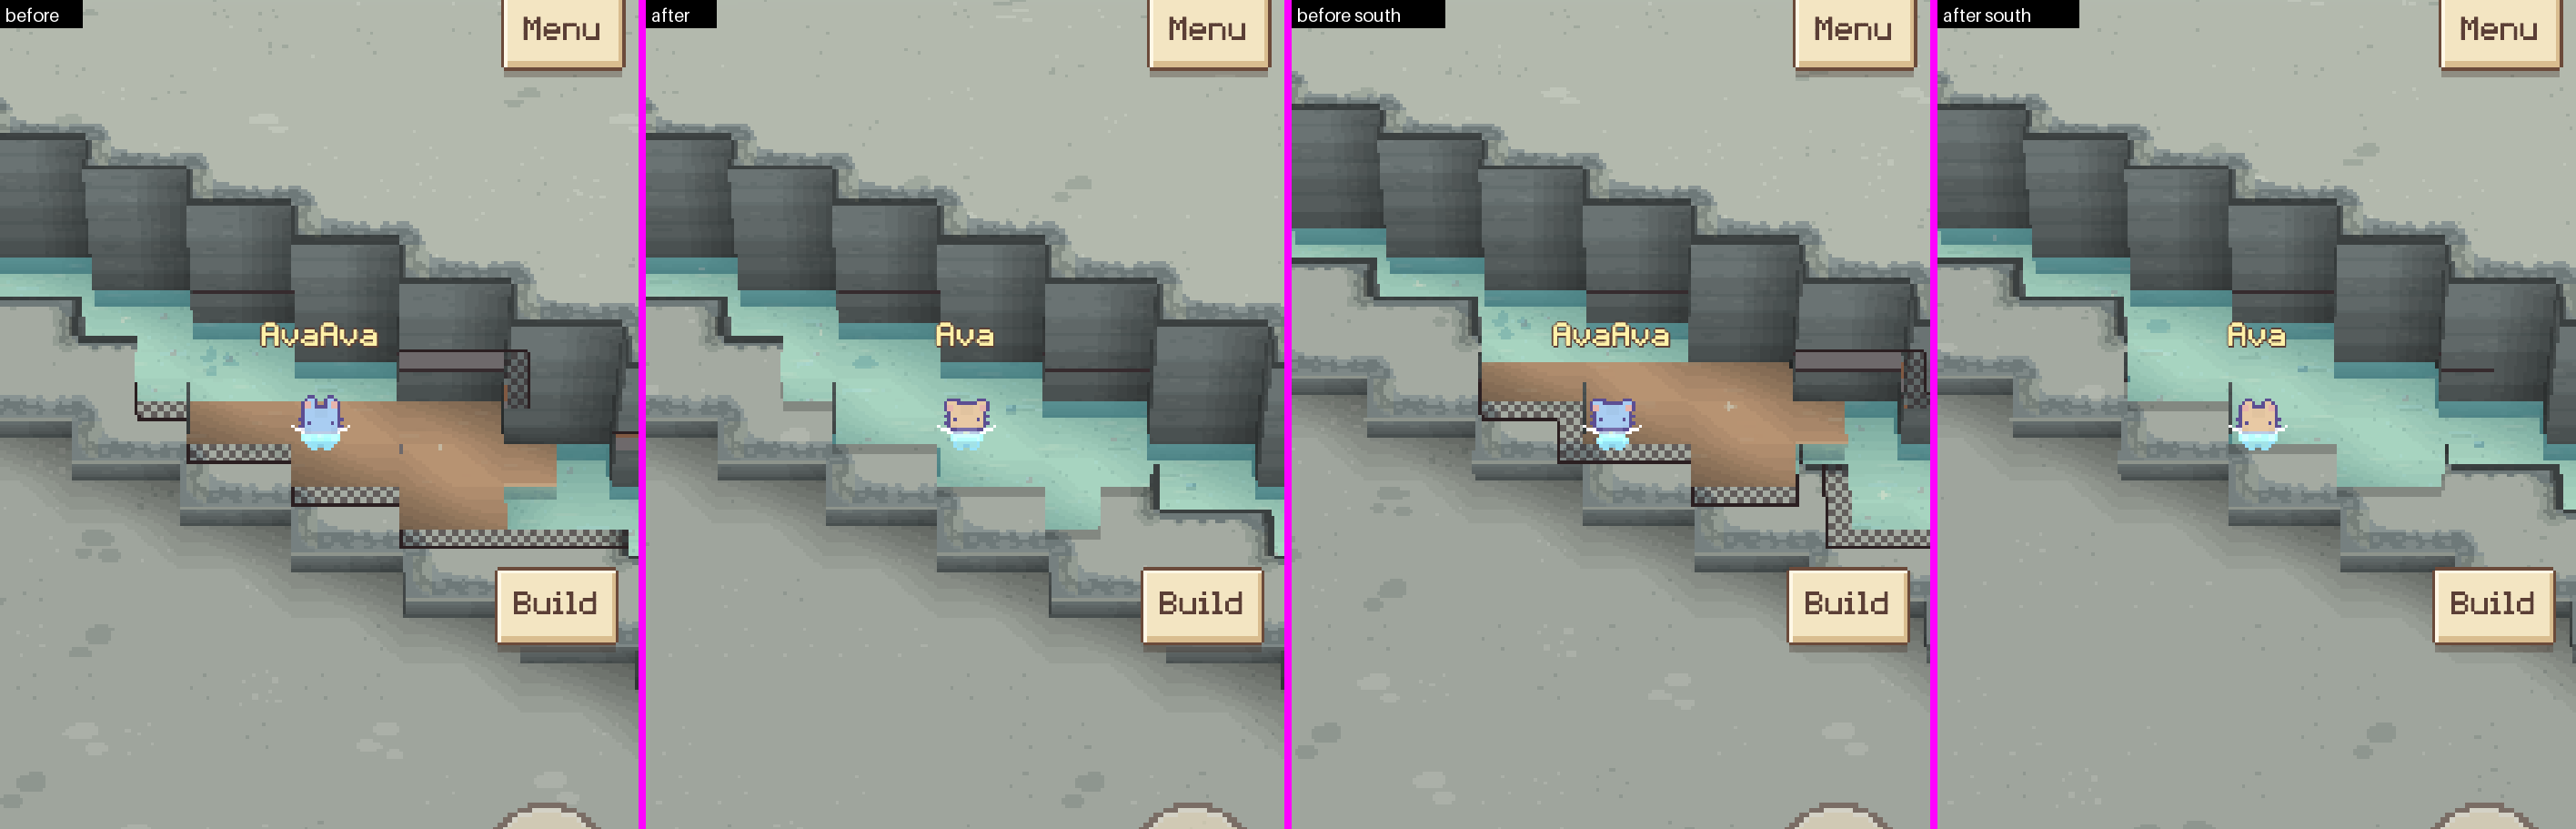 before
Menu
AvaAva
Build
after
Menu
Ava
Build
before south
Menu
AvaAva
Build
after south
Menu
Ava
Build